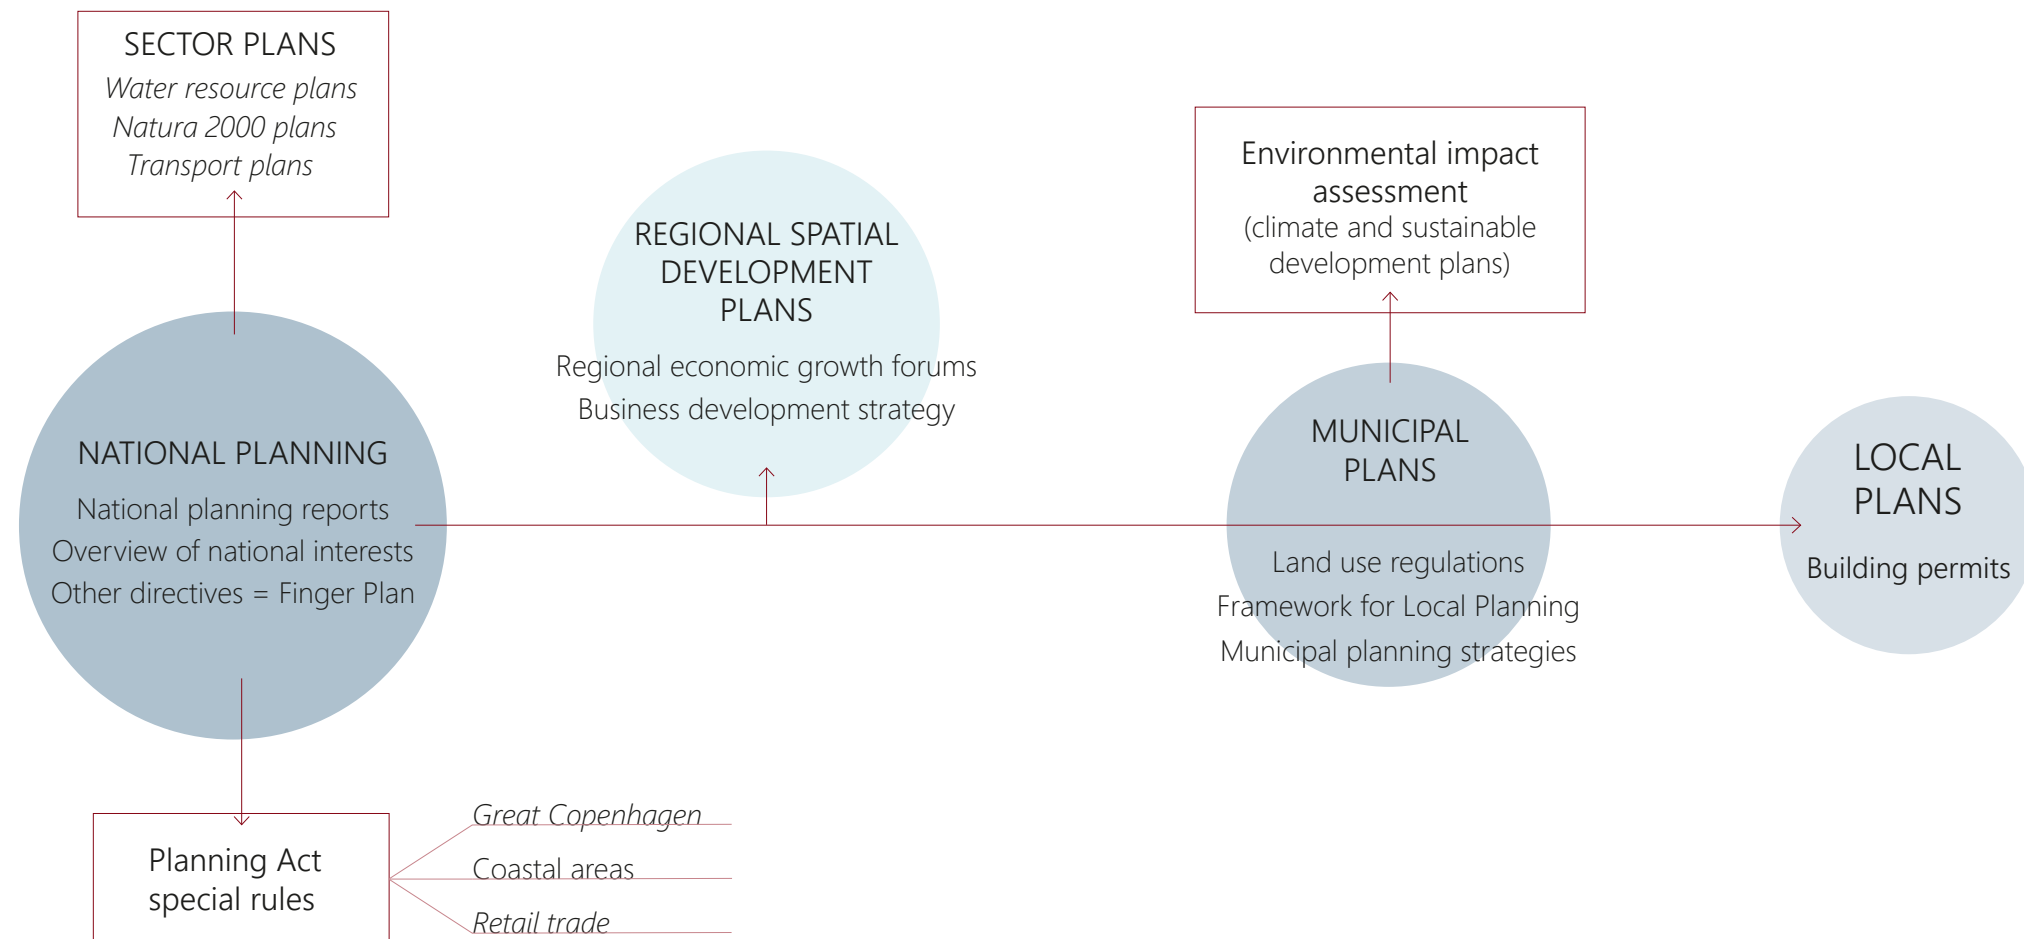 SECTOR PLANS
Water resource plans
Natura 2000 plans
Transport plans
NATIONAL PLANNING
National planning reports
Overview of national interests
Other directives = Finger Plan
Planning Act
special rules
Great Copenhagen
Coastal areas
Retail trade
REGIONAL SPATIAL
DEVELOPMENT
PLANS
Regional economic growth forums
Business development strategy
Environmental impact
assessment
(climate and sustainable
development plans)
MUNICIPAL
PLANS
Land use regulations
Framework for Local Planning
Municipal planning strategies
LOCAL
PLANS
Building permits